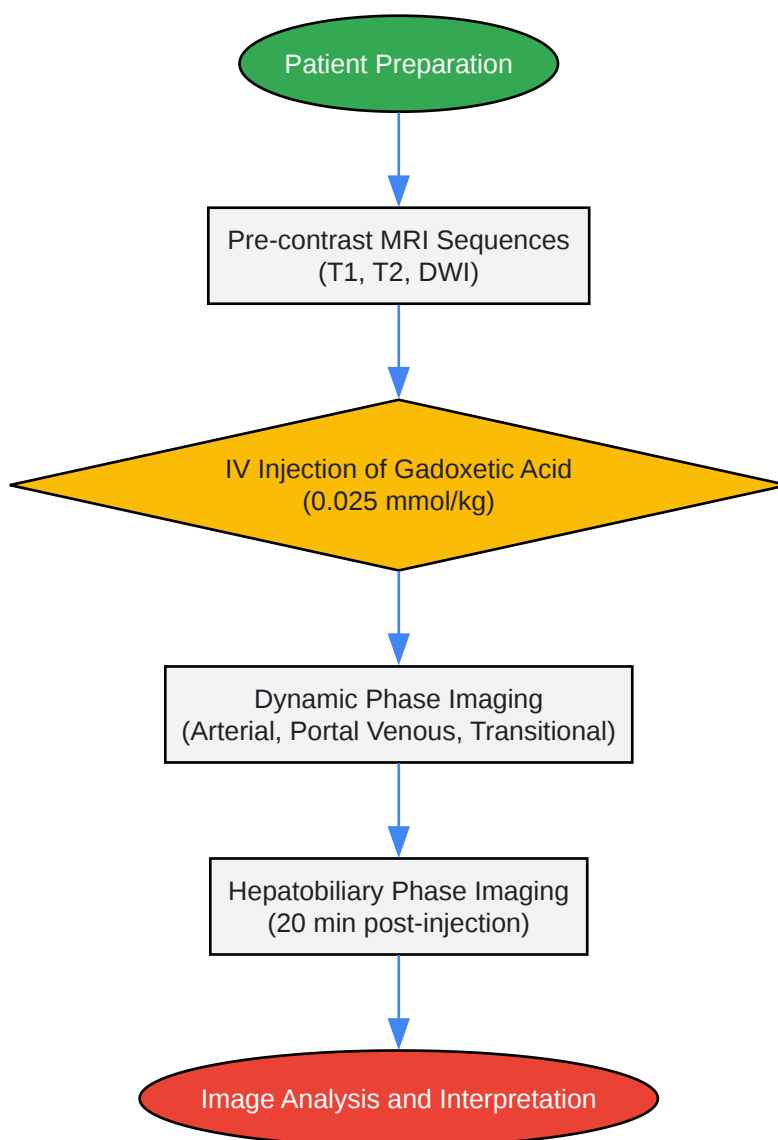 Patient Preparation
Pre-contrast MRI Sequences
(T1, T2, DWI)
IV Injection of Gadoxetic Acid
(0.025 mmol/kg)
Dynamic Phase Imaging
(Arterial, Portal Venous, Transitional)
Hepatobiliary Phase Imaging
(20 min post-injection)
Image Analysis and Interpretation